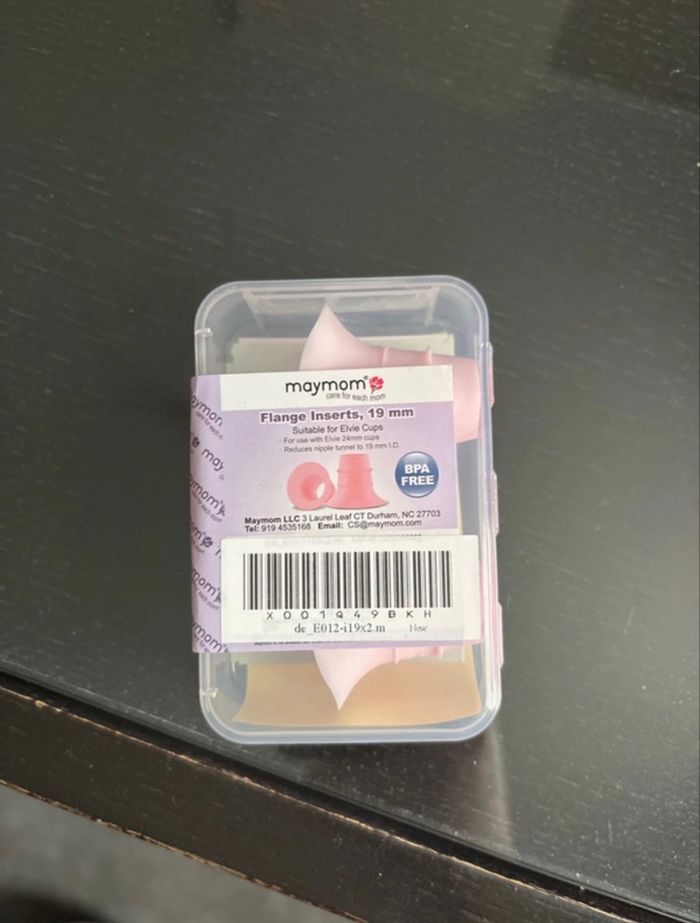 maymom®
care for each mom
Flange Inserts, 19 mm
Suitable for Elvie Cups
· For use with Elvie 24mm cups
· Reduces nipple tunnel to 19 mm I.D.
BPA
FREE
Maymom LLC 3 Laurel Leaf CT Durham, NC 27703
Tel: 919 4535168 Email: CS@maymom.com
X001Q49BKH
de_E012-i19x2.m New